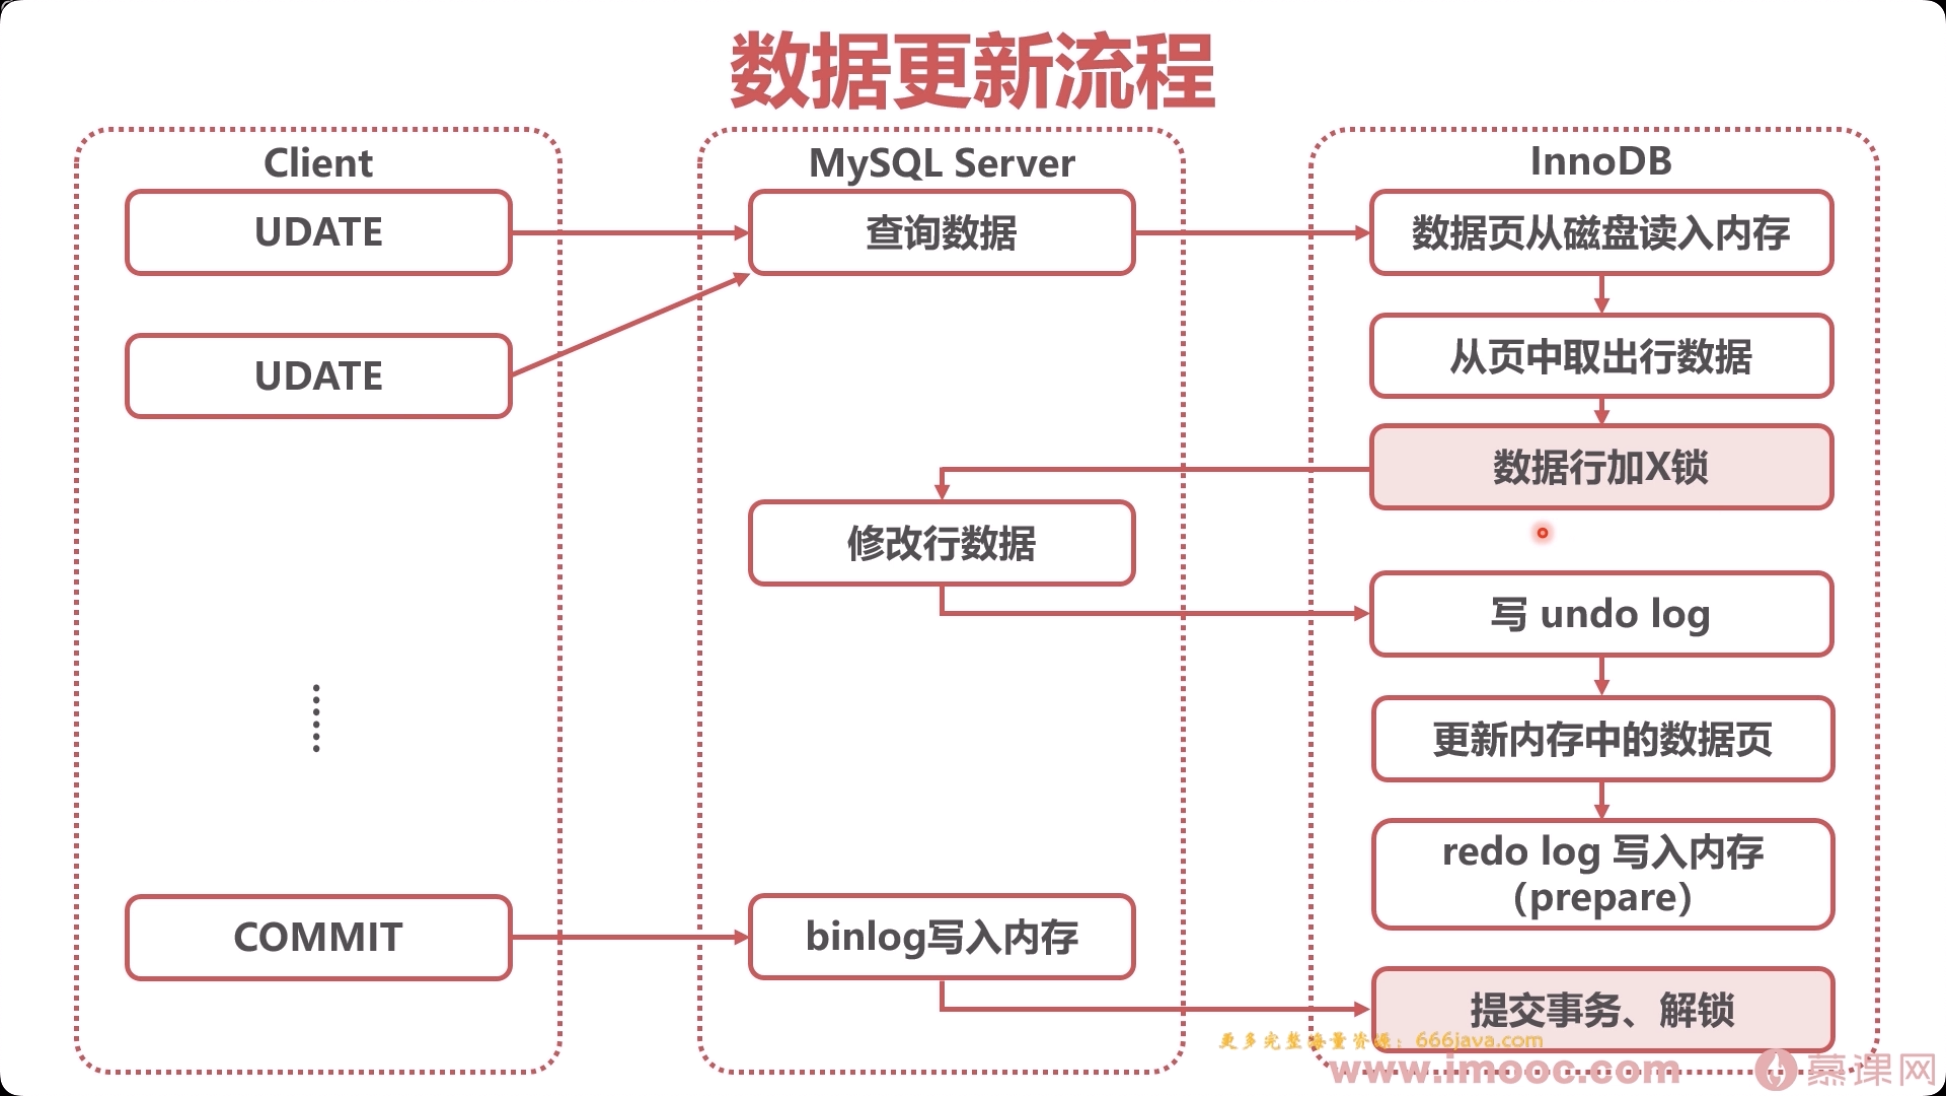 数据更新流程
Client
UDATE
UDATE
COMMIT
MySQL Server
查询数据
修改行数据
binlog写入内存
InnoDB
数据页从磁盘读入内存
从页中取出行数据
数据行加X锁
写 undo log
更新内存中的数据页
redo log 写入内存
（prepare）
提交事务、解锁
更多完整海量资源：666java.com
www.imooc.com
慕课网